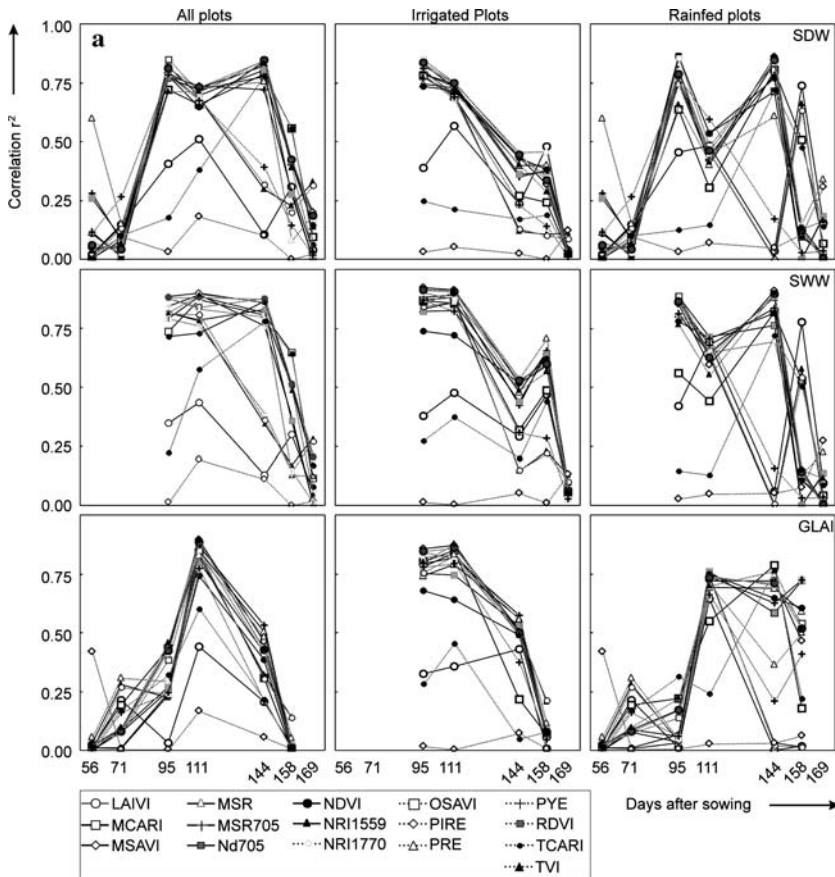 All plots Irrigated Plots Rainfed plots
a
SDW
1.00
0.75
0.50
0.25
0.00
Correlation r²
SWW
0.75
0.50
0.25
0.00
GLAI
0.75
0.50
0.25
0.00
56 71 95 111 144 158 169 56 71 95 111 144 158 169 56 71 95 111 144 158 169
Days after sowing
LAIVI MSR NDVI OSAVI PYE
MCARI MSR705 NRI1559 PIRE RDVI
MSAVI Nd705 NRI1770 PRE TCARI
TVI